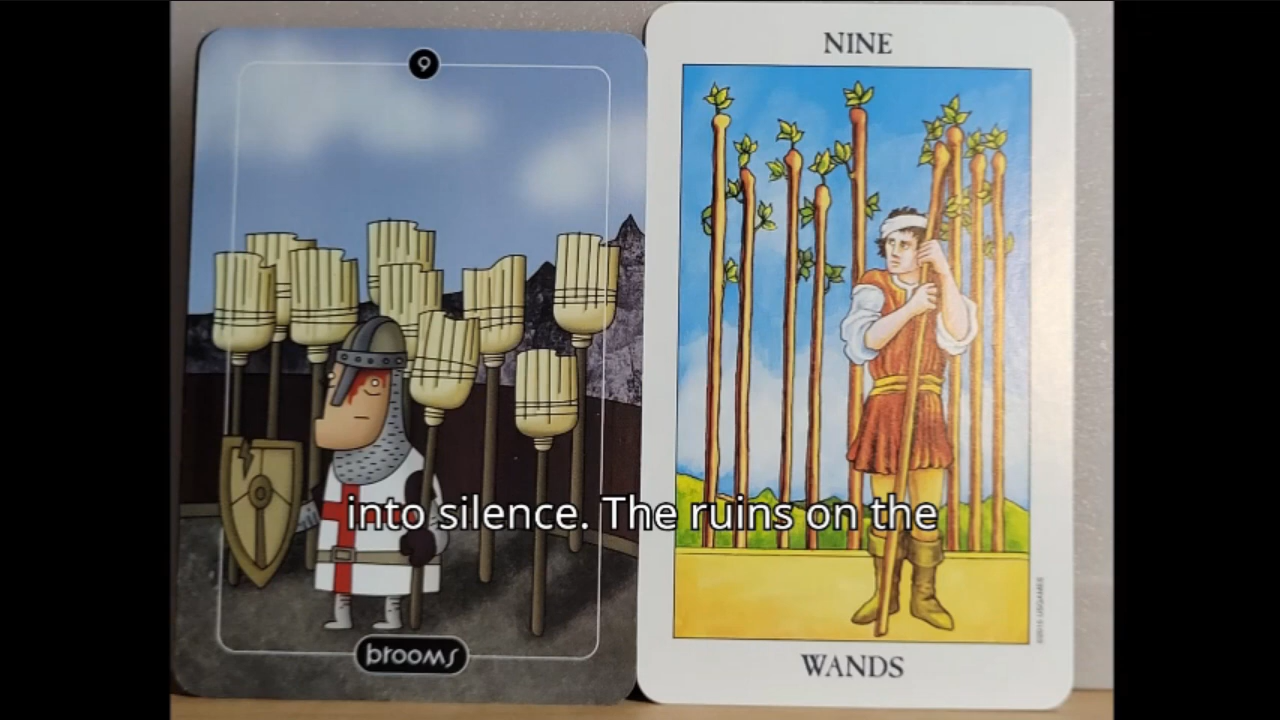 9
NINE
into silence. The ruins on the
brooms
WANDS